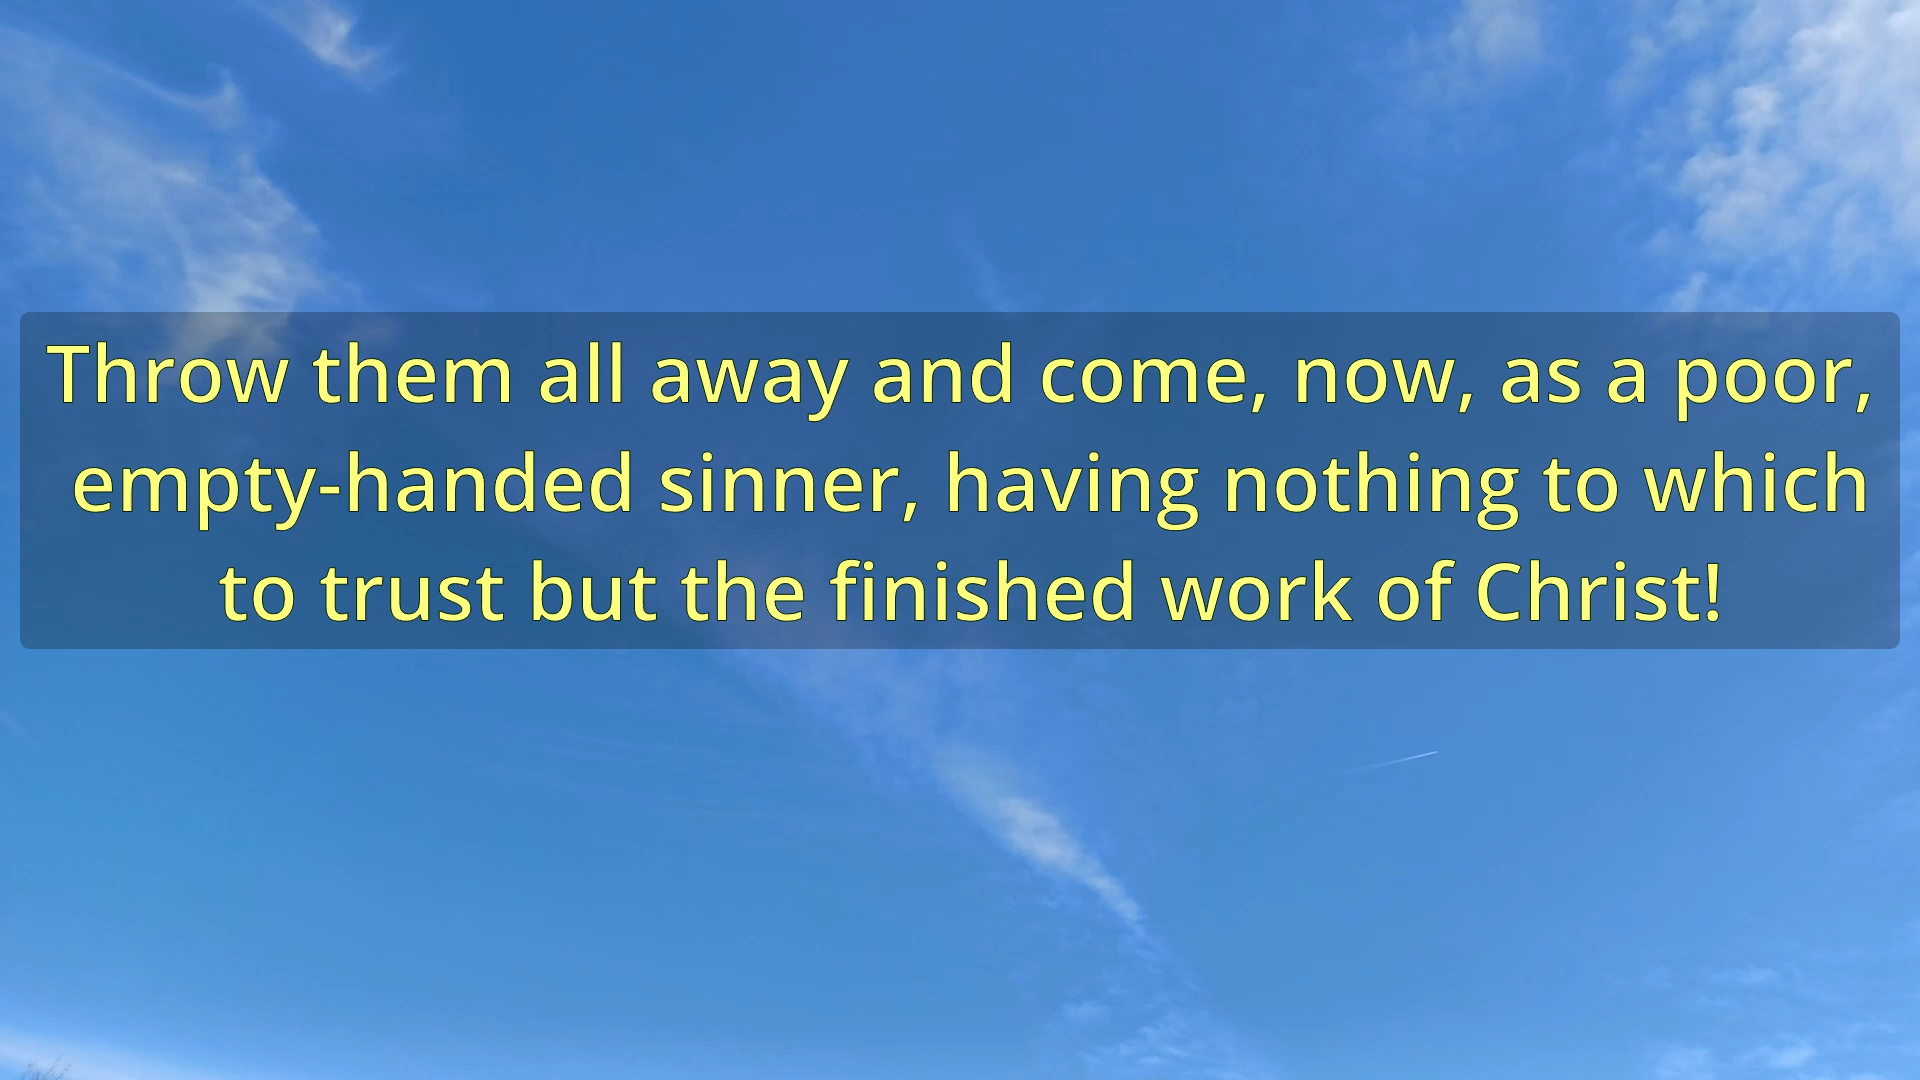 Throw them all away and come, now, as a poor,
empty-handed sinner, having nothing to which
to trust but the finished work of Christ!